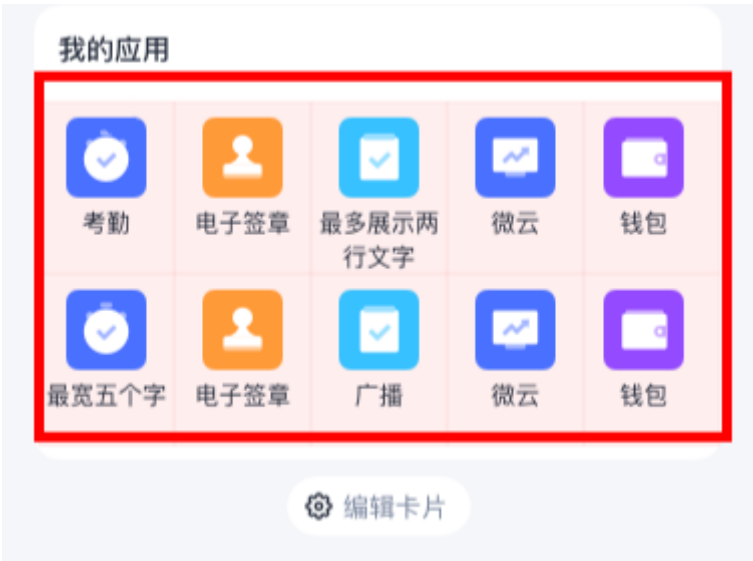 我的应用
考勤 电子签章 最多展示两 微云 钱包
行文字
最宽五个字 电子签章 广播 微云 钱包
编辑卡片